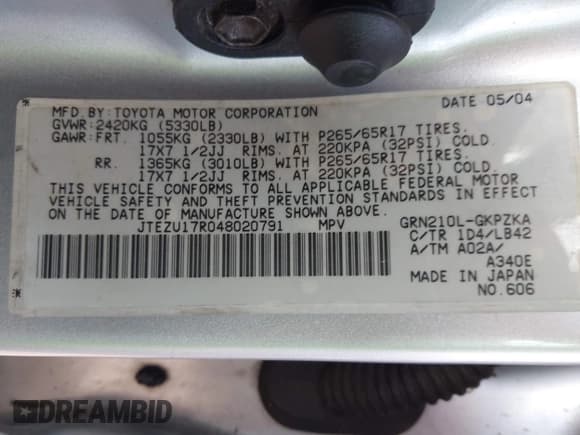 MFD.BY:TOYOTA MOTOR CORPORATION DATE 05/04
GVWR:2420KG (5330LB)
GAWR:FRT. 1055KG (2330LB) WITH P265/65R17 TIRES.
17X7 1/2JJ RIMS. AT 220KPA (32PSI) COLD.
RR. 1365KG (3010LB) WITH P265/65R17 TIRES.
17X7 1/2JJ RIMS. AT 220KPA (32PSI) COLD.
THIS VEHICLE CONFORMS TO ALL APPLICABLE FEDERAL MOTOR
VEHICLE SAFETY AND THEFT PREVENTION STANDARDS IN EFFECT
ON THE DATE OF MANUFACTURE SHOWN ABOVE.
JTEZU17R048020791 MPV GRN210L-GKPZKA
C/TR 1D4/LB42
A/TM A02A/
A340E
MADE IN JAPAN
NO.606
DREAMBID